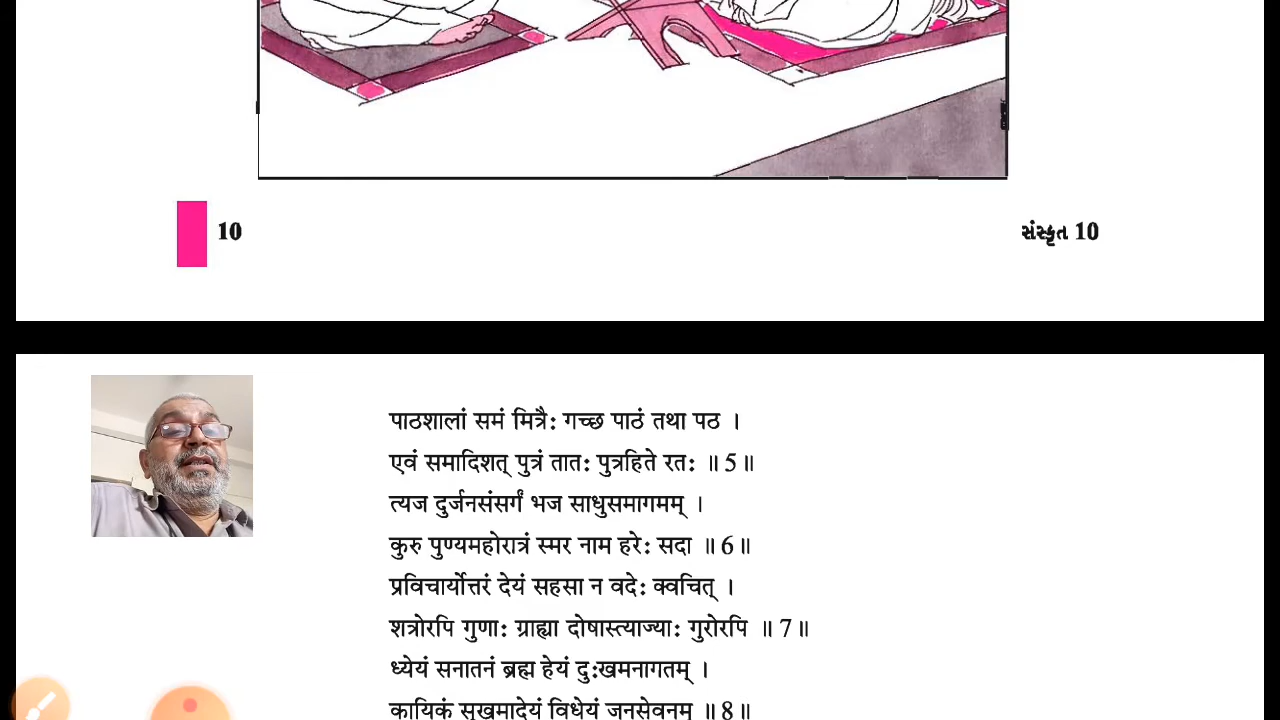 10
સંસ્કૃત 10
पाठशालां समं मित्रैः गच्छ पाठं तथा पठ ।
एवं समादिशत् पुत्रं तातः पुत्रहिते रतः ॥ 5 ॥
त्यज दुर्जनसंसर्गं भज साधुसमागमम् ।
कुरु पुण्यमहोरात्रं स्मर नाम हरेः सदा ॥ 6 ॥
प्रविचार्योत्तरं देयं सहसा न वदेः क्वचित् ।
शत्रोरपि गुणाः ग्राह्या दोषास्त्याज्याः गुरोरपि ॥ 7 ॥
ध्येयं सनातनं ब्रह्म हेयं दुःखमनागतम् ।
कायिकं सुखमादेयं विधेयं जनसेवनम् ॥ 8 ॥